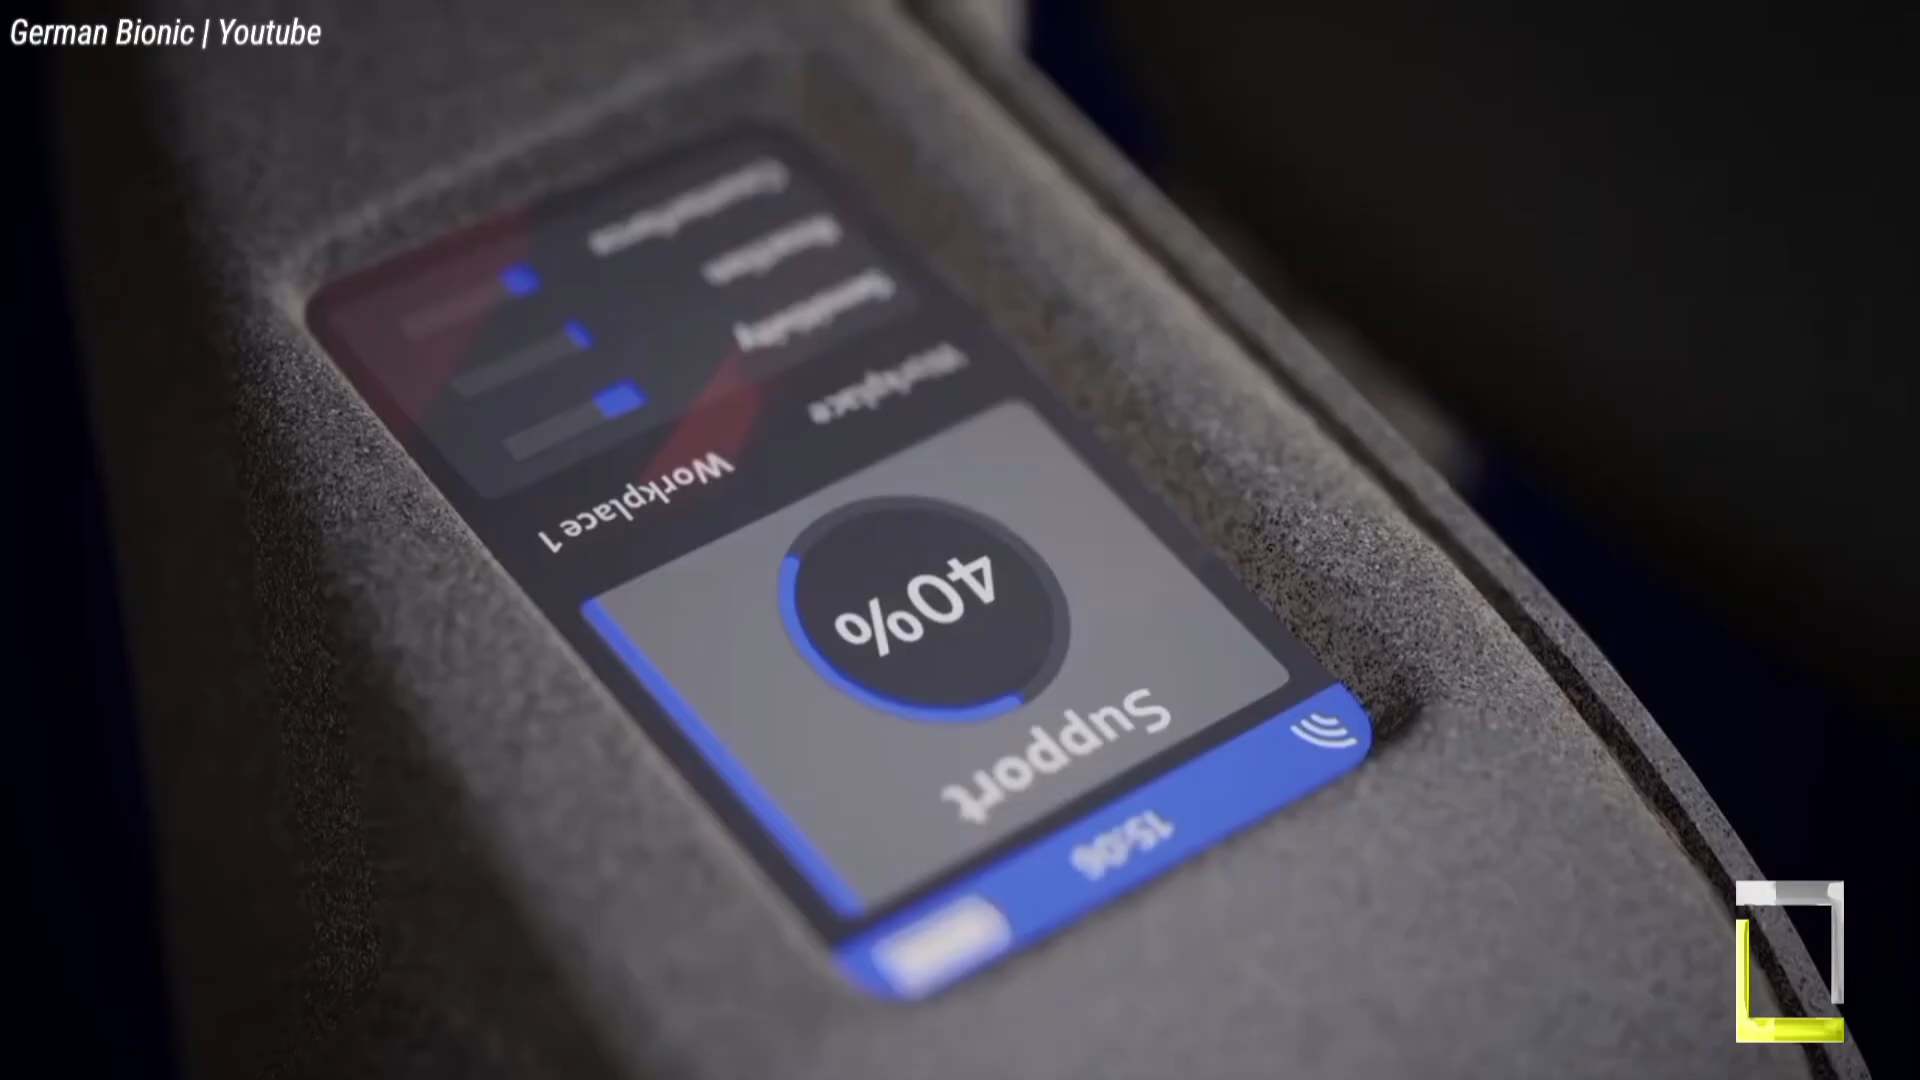 German Bionic | Youtube
15:06
Support
40%
Workplace 1
Workplace
Sensitivity